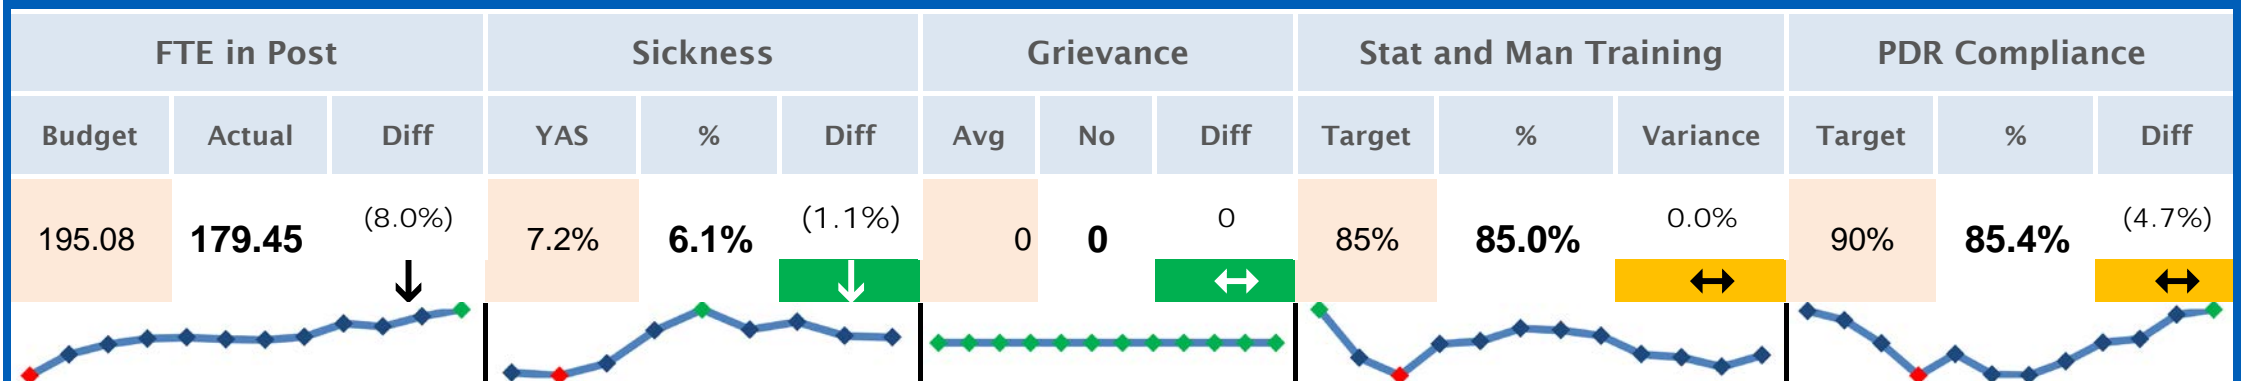 FTE in Post Sickness Grievance Stat and Man Training PDR Compliance
Budget Actual Diff YAS % Diff Avg No Diff Target % Variance Target % Diff
195.08 179.45 (8.0%) 7.2% 6.1% (1.1%) 0 0 0 85% 85.0% 0.0% 90% 85.4% (4.7%)